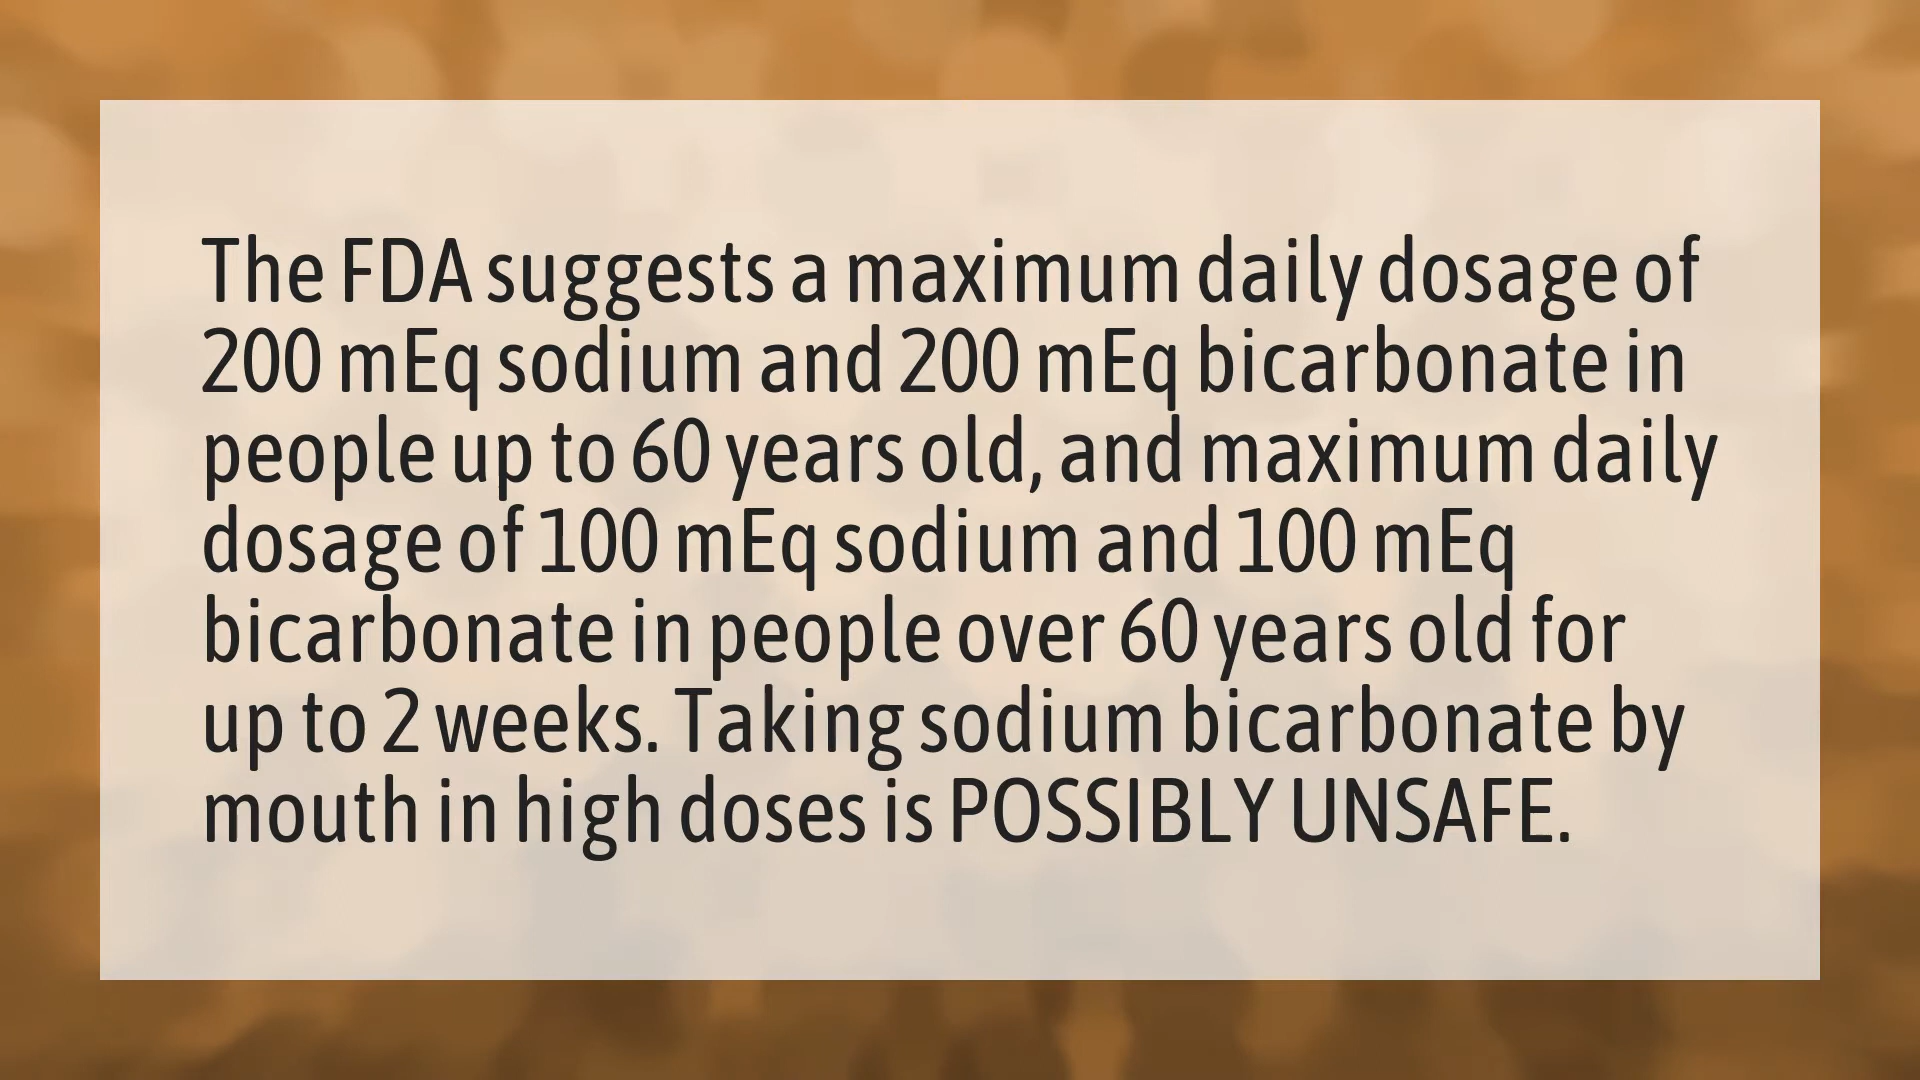 The FDA suggests a maximum daily dosage of
200 mEq sodium and 200 mEq bicarbonate in
people up to 60 years old, and maximum daily
dosage of 100 mEq sodium and 100 mEq
bicarbonate in people over 60 years old for
up to 2 weeks. Taking sodium bicarbonate by
mouth in high doses is POSSIBLY UNSAFE.